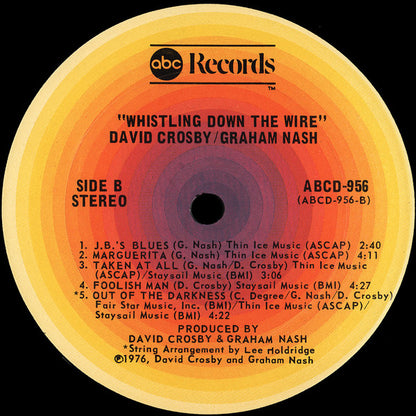 abc Records
TM
"WHISTLING DOWN THE WIRE"
DAVID CROSBY/GRAHAM NASH
SIDE B
STEREO
ABCD-956
(ABCD-956-B)
1. J.B.'S BLUES (G. Nash) Thin Ice Music (ASCAP) 2:40
2. MARGUERITA (G. Nash) Thin Ice Music (ASCAP) 4:11
3. TAKEN AT ALL (G. Nash/D. Crosby) Thin Ice Music
(ASCAP)/Staysail Music (BMI) 3:06
4. FOOLISH MAN (D. Crosby) Staysail Music (BMI) 4:27
*5. OUT OF THE DARKNESS (C. Degree/G. Nash/D. Crosby)
Fair Star Music, Inc. (BMI)/Thin Ice Music/(ASCAP)/
Staysail Music (BMI) 4:22
PRODUCED BY
DAVID CROSBY & GRAHAM NASH
*String Arrangement by Lee Holdridge
℗1976, David Crosby and Graham Nash